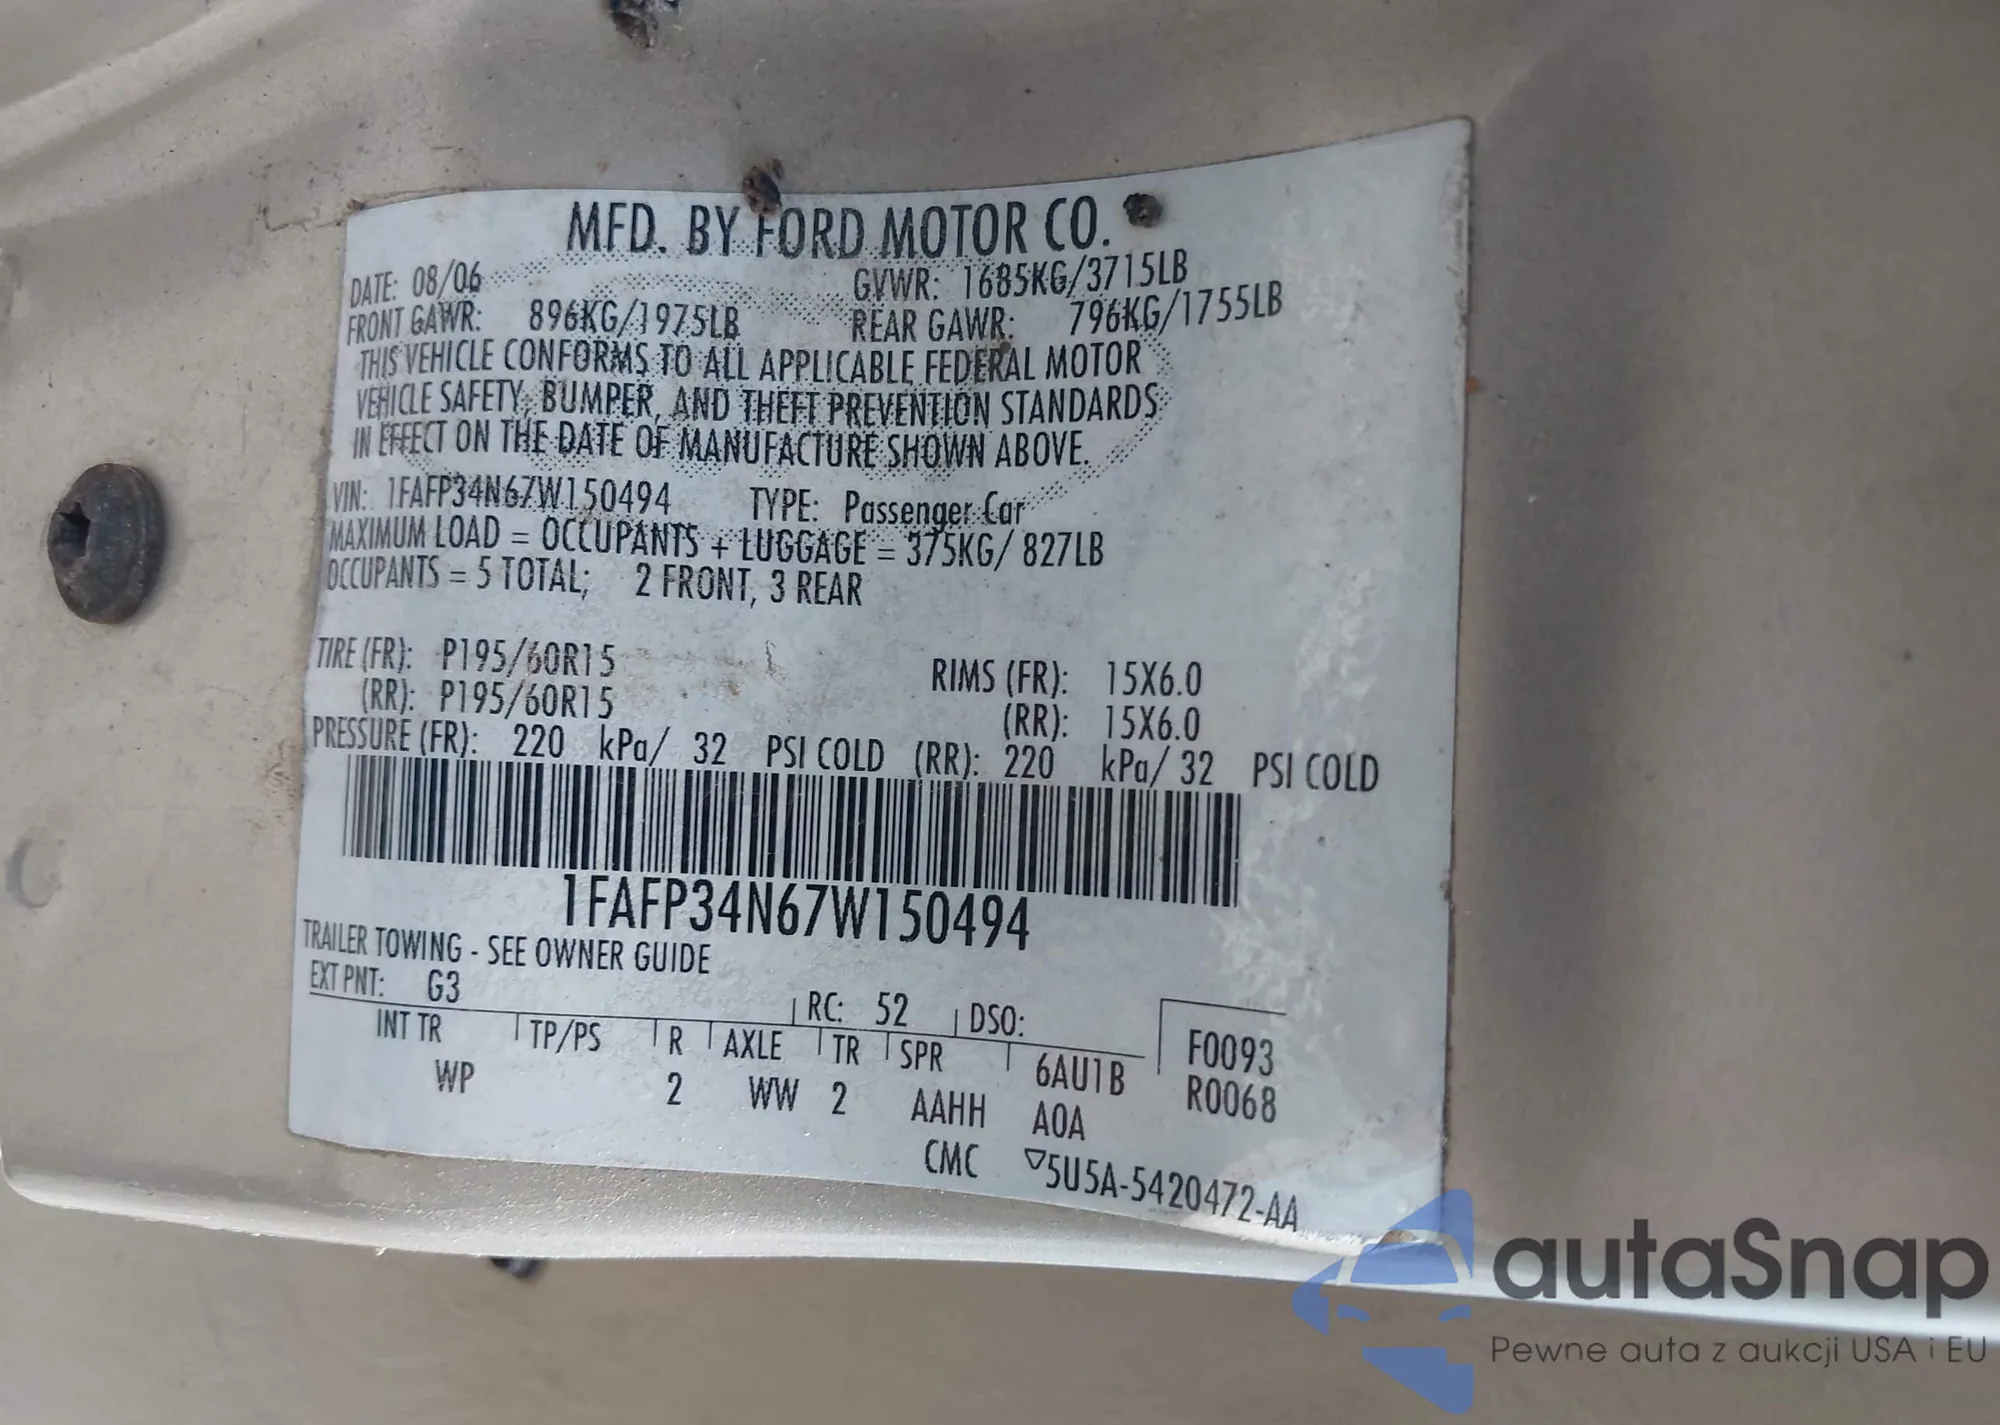 MFD. BY FORD MOTOR CO.
DATE: 08/06 GVWR: 1685KG/3715LB
FRONT GAWR: 896KG/1975LB REAR GAWR: 796KG/1755LB
THIS VEHICLE CONFORMS TO ALL APPLICABLE FEDERAL MOTOR
VEHICLE SAFETY, BUMPER, AND THEFT PREVENTION STANDARDS
IN EFFECT ON THE DATE OF MANUFACTURE SHOWN ABOVE.
VIN: 1FAFP34N67W150494 TYPE: Passenger Car
MAXIMUM LOAD = OCCUPANTS + LUGGAGE = 375KG/ 827LB
OCCUPANTS = 5 TOTAL; 2 FRONT, 3 REAR
TIRE (FR): P195/60R15 RIMS (FR): 15X6.0
(RR): P195/60R15 (RR): 15X6.0
PRESSURE (FR): 220 kPa/ 32 PSI COLD (RR): 220 kPa/ 32 PSI COLD
1FAFP34N67W150494
TRAILER TOWING - SEE OWNER GUIDE
EXT PNT: G3 RC: 52 DSO:
INT TR TP/PS R AXLE TR SPR 6AU1B F0093
WP 2 WW 2 AAHH A0A R0068
CMC ▽5U5A-5420472-AA
autaSnap
Pewne auta z aukcji USA i EU